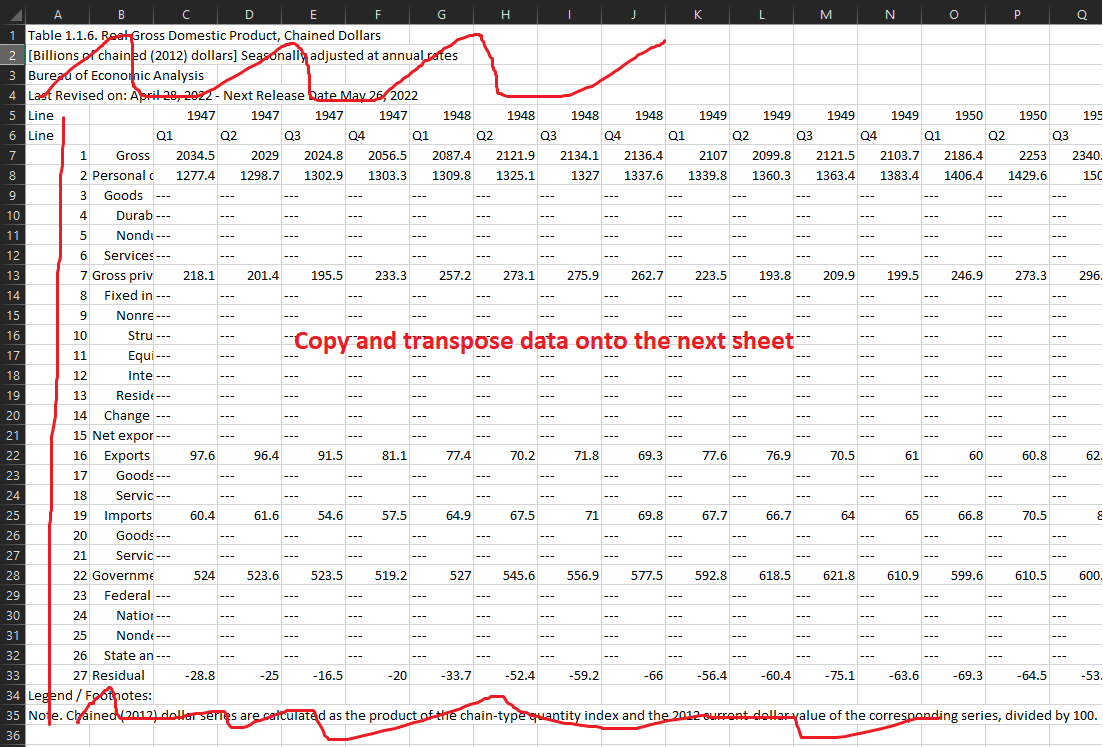 A B C D E F G H I J K L M N O P Q
1 Table 1.1.6. Real Gross Domestic Product, Chained Dollars
2 [Billions of chained (2012) dollars] Seasonally adjusted at annual rates
3 Bureau of Economic Analysis
4 Last Revised on: April 28, 2022 - Next Release Date May 26, 2022
5 Line 1947 1947 1947 1947 1948 1948 1948 1948 1949 1949 1949 1949 1950 1950 195
6 Line Q1 Q2 Q3 Q4 Q1 Q2 Q3 Q4 Q1 Q2 Q3 Q4 Q1 Q2 Q3
7 1 Gross 2034.5 2029 2024.8 2056.5 2087.4 2121.9 2134.1 2136.4 2107 2099.8 2121.5 2103.7 2186.4 2253 2340.
8 2 Personal c 1277.4 1298.7 1302.9 1303.3 1309.8 1325.1 1327 1337.6 1339.8 1360.3 1363.4 1383.4 1406.4 1429.6 150
9 3 Goods --- --- --- --- --- --- --- --- --- --- --- --- --- --- ---
10 4 Durab --- --- --- --- --- --- --- --- --- --- --- --- --- --- ---
11 5 Nondu --- --- --- --- --- --- --- --- --- --- --- --- --- --- ---
12 6 Services --- --- --- --- --- --- --- --- --- --- --- --- --- --- ---
13 7 Gross priv 218.1 201.4 195.5 233.3 257.2 273.1 275.9 262.7 223.5 193.8 209.9 199.5 246.9 273.3 296.
14 8 Fixed in --- --- --- --- --- --- --- --- --- --- --- --- --- --- ---
15 9 Nonre --- --- --- --- --- --- --- --- --- --- --- --- --- --- ---
16 10 Stru --- --- --- --- --- --- --- --- --- --- --- --- --- --- ---
Copy and transpose data onto the next sheet
17 11 Equi --- --- --- --- --- --- --- --- --- --- --- --- --- --- ---
18 12 Inte --- --- --- --- --- --- --- --- --- --- --- --- --- --- ---
19 13 Reside --- --- --- --- --- --- --- --- --- --- --- --- --- --- ---
20 14 Change --- --- --- --- --- --- --- --- --- --- --- --- --- --- ---
21 15 Net expor --- --- --- --- --- --- --- --- --- --- --- --- --- --- ---
22 16 Exports 97.6 96.4 91.5 81.1 77.4 70.2 71.8 69.3 77.6 76.9 70.5 61 60 60.8 62.
23 17 Goods --- --- --- --- --- --- --- --- --- --- --- --- --- --- ---
24 18 Servic --- --- --- --- --- --- --- --- --- --- --- --- --- --- ---
25 19 Imports 60.4 61.6 54.6 57.5 64.9 67.5 71 69.8 67.7 66.7 64 65 66.8 70.5 8
26 20 Goods --- --- --- --- --- --- --- --- --- --- --- --- --- --- ---
27 21 Servic --- --- --- --- --- --- --- --- --- --- --- --- --- --- ---
28 22 Governme 524 523.6 523.5 519.2 527 545.6 556.9 577.5 592.8 618.5 621.8 610.9 599.6 610.5 600.
29 23 Federal --- --- --- --- --- --- --- --- --- --- --- --- --- --- ---
30 24 Nation --- --- --- --- --- --- --- --- --- --- --- --- --- --- ---
31 25 Nonde --- --- --- --- --- --- --- --- --- --- --- --- --- --- ---
32 26 State an --- --- --- --- --- --- --- --- --- --- --- --- --- --- ---
33 27 Residual -28.8 -25 -16.5 -20 -33.7 -52.4 -59.2 -66 -56.4 -60.4 -75.1 -63.6 -69.3 -64.5 -53.
34 Legend / Footnotes:
35 Note. Chained (2012) dollar series are calculated as the product of the chain-type quantity index and the 2012 current-dollar value of the corresponding series, divided by 100.
36